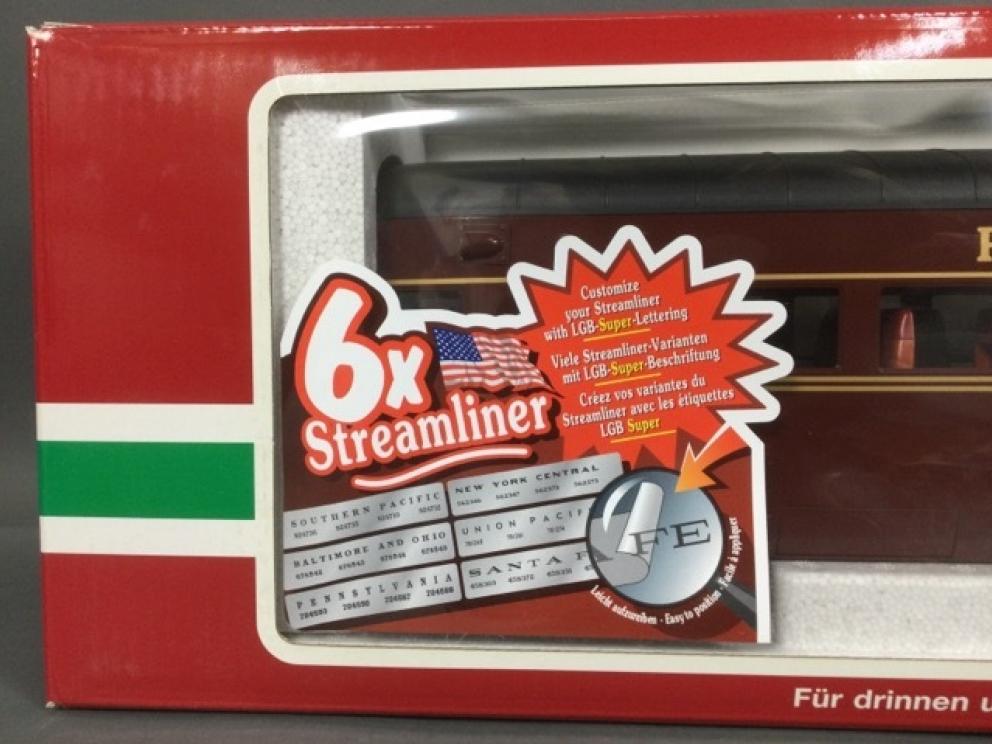 6x
Streamliner
Customize
your Streamliner
with LGB-Super-Lettering
Viele Streamliner-Varianten
mit LGB-Super-Beschriftung
Créez vos variantes du
Streamliner avec les étiquettes
LGB Super
SOUTHERN PACIFIC
NEW YORK CENTRAL
BALTIMORE AND OHIO
UNION PACIF
PENNSYLVANIA
SANTA F
FE
Leicht aufzureiben - Easy to position - Facile à appliquer
Für drinnen u